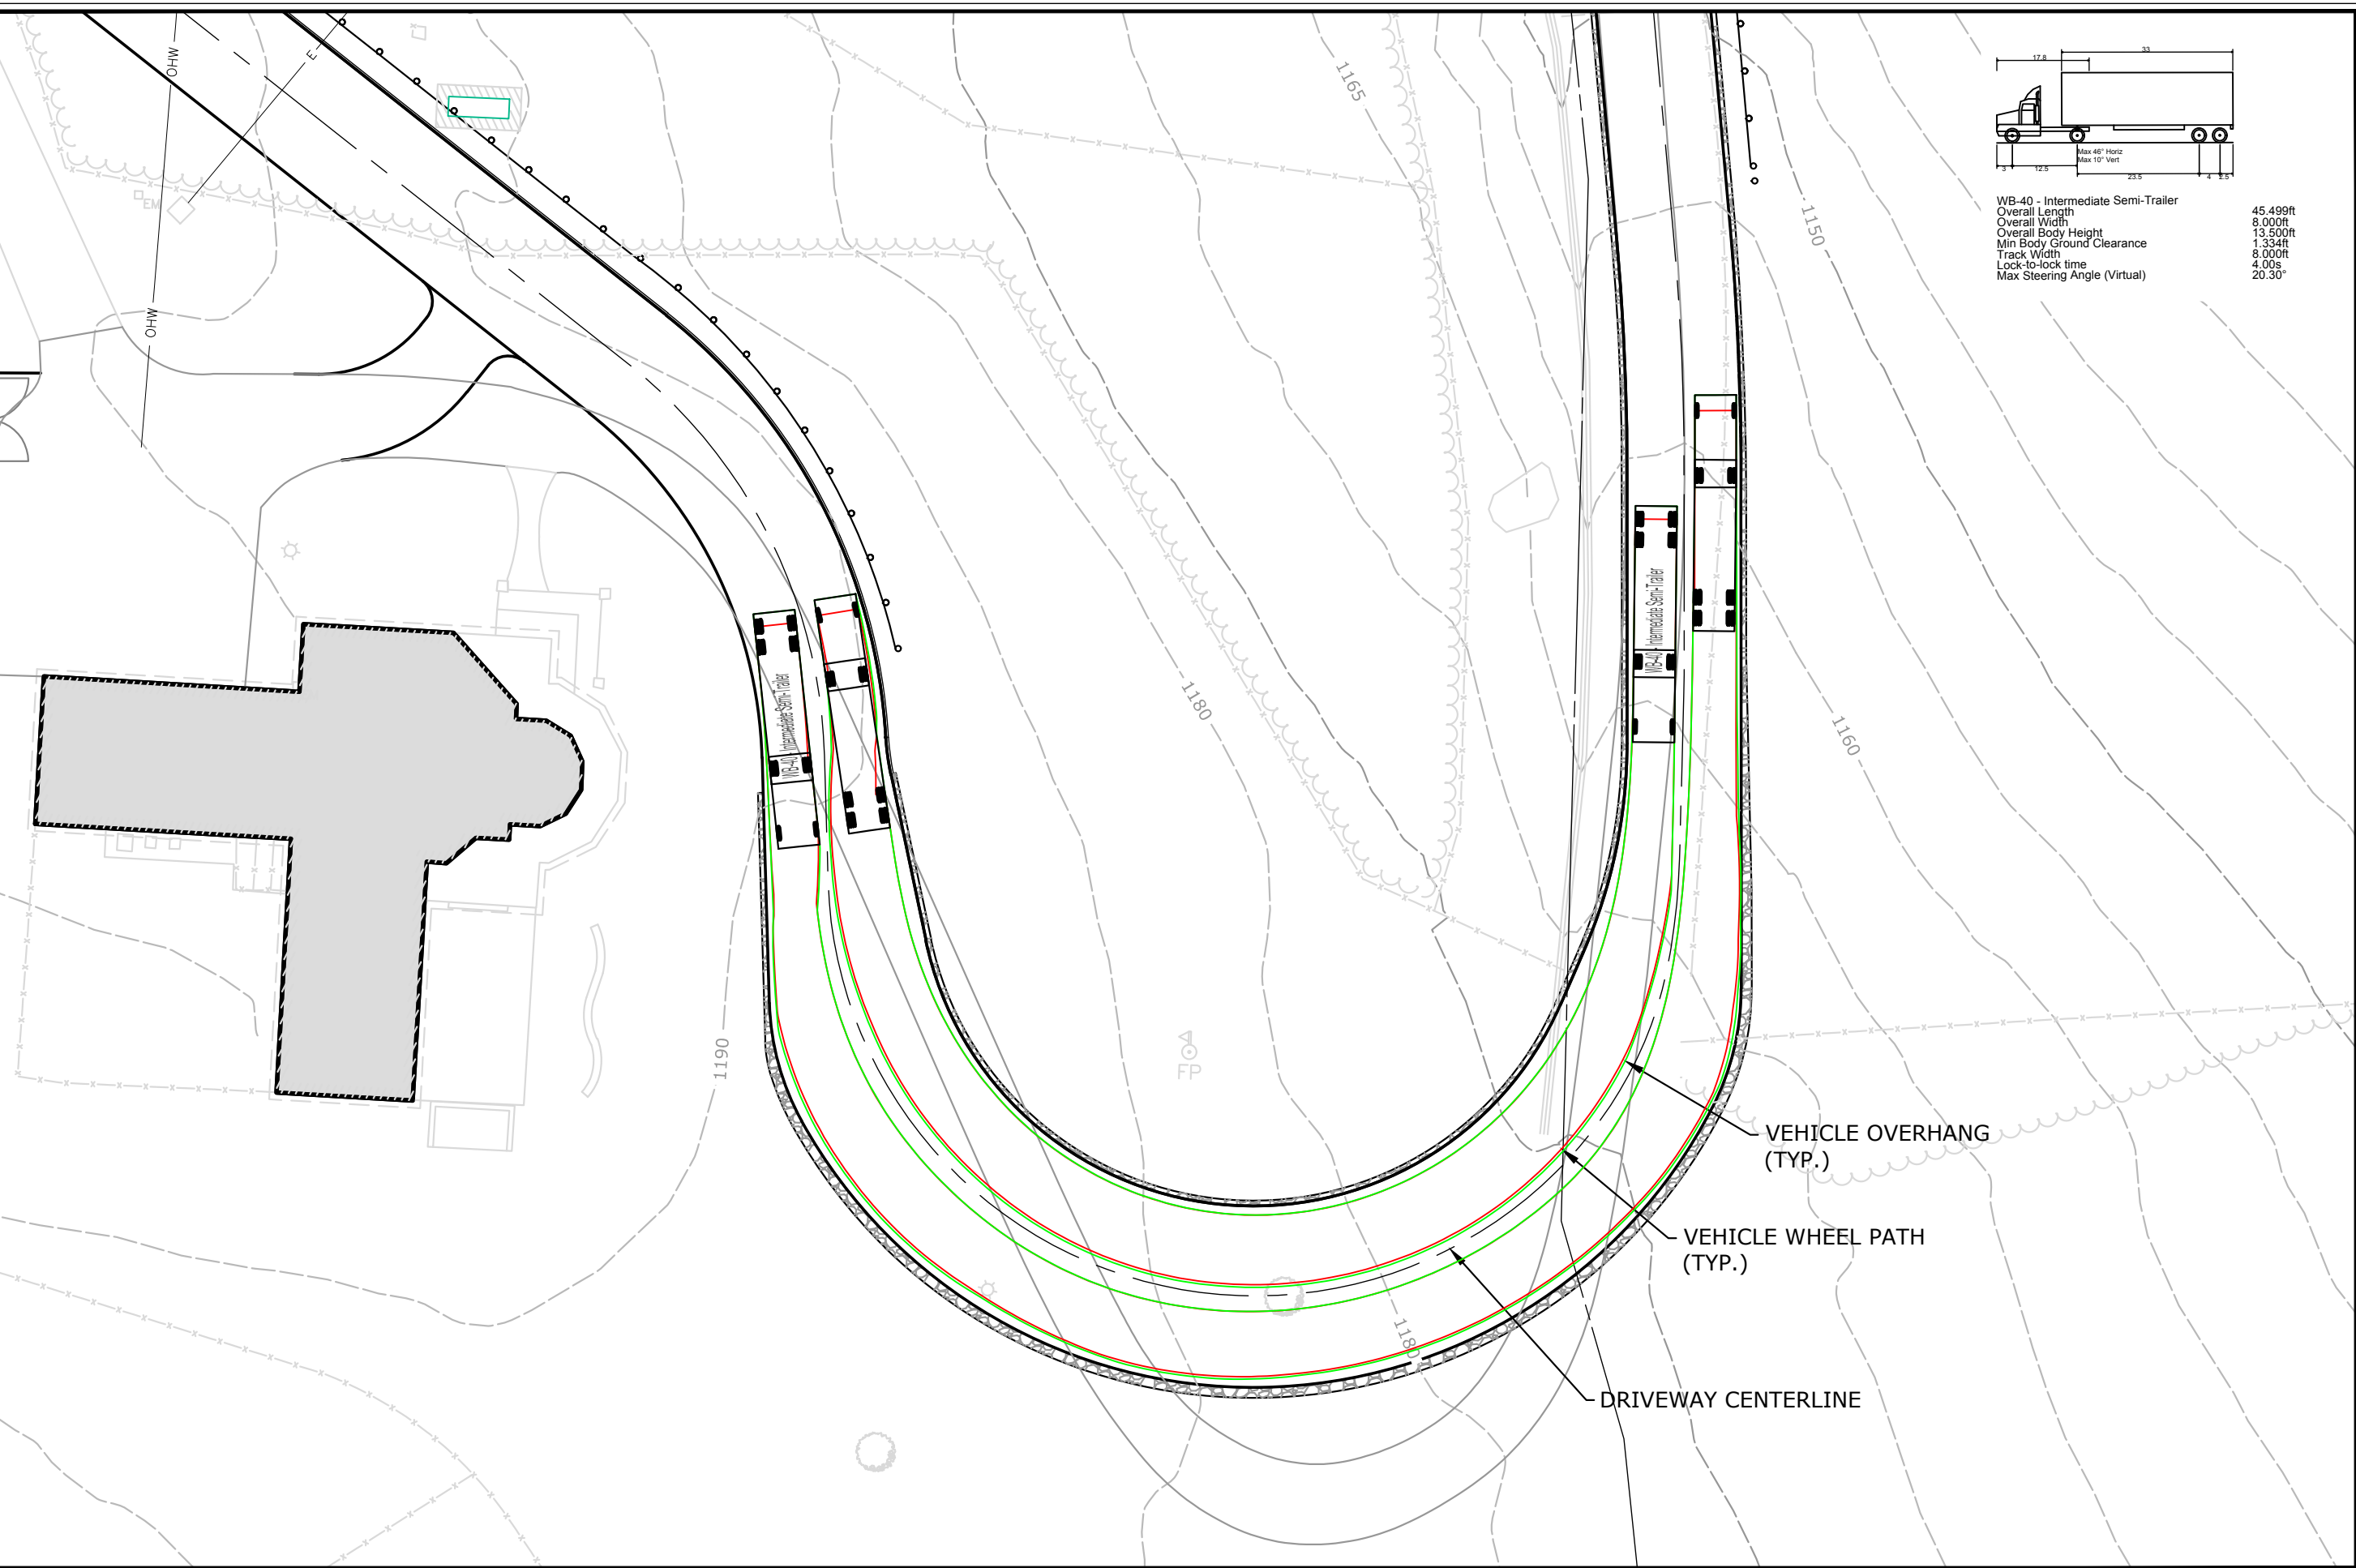 OHW
E
OHW
EM
1165
1150
17.8
33
Max 46° Horiz
Max 10° Vert
3
12.5
23.5
4
2.5
WB-40 - Intermediate Semi-Trailer
Overall Length 45.499ft
Overall Width 8.000ft
Overall Body Height 13.500ft
Min Body Ground Clearance 1.334ft
Track Width 8.000ft
Lock-to-lock time 4.00s
Max Steering Angle (Virtual) 20.30°
WB-40 - Intermediate Semi-Trailer
WB-40 - Intermediate Semi-Trailer
1180
1160
1190
FP
VEHICLE OVERHANG
(TYP.)
VEHICLE WHEEL PATH
(TYP.)
1180
DRIVEWAY CENTERLINE